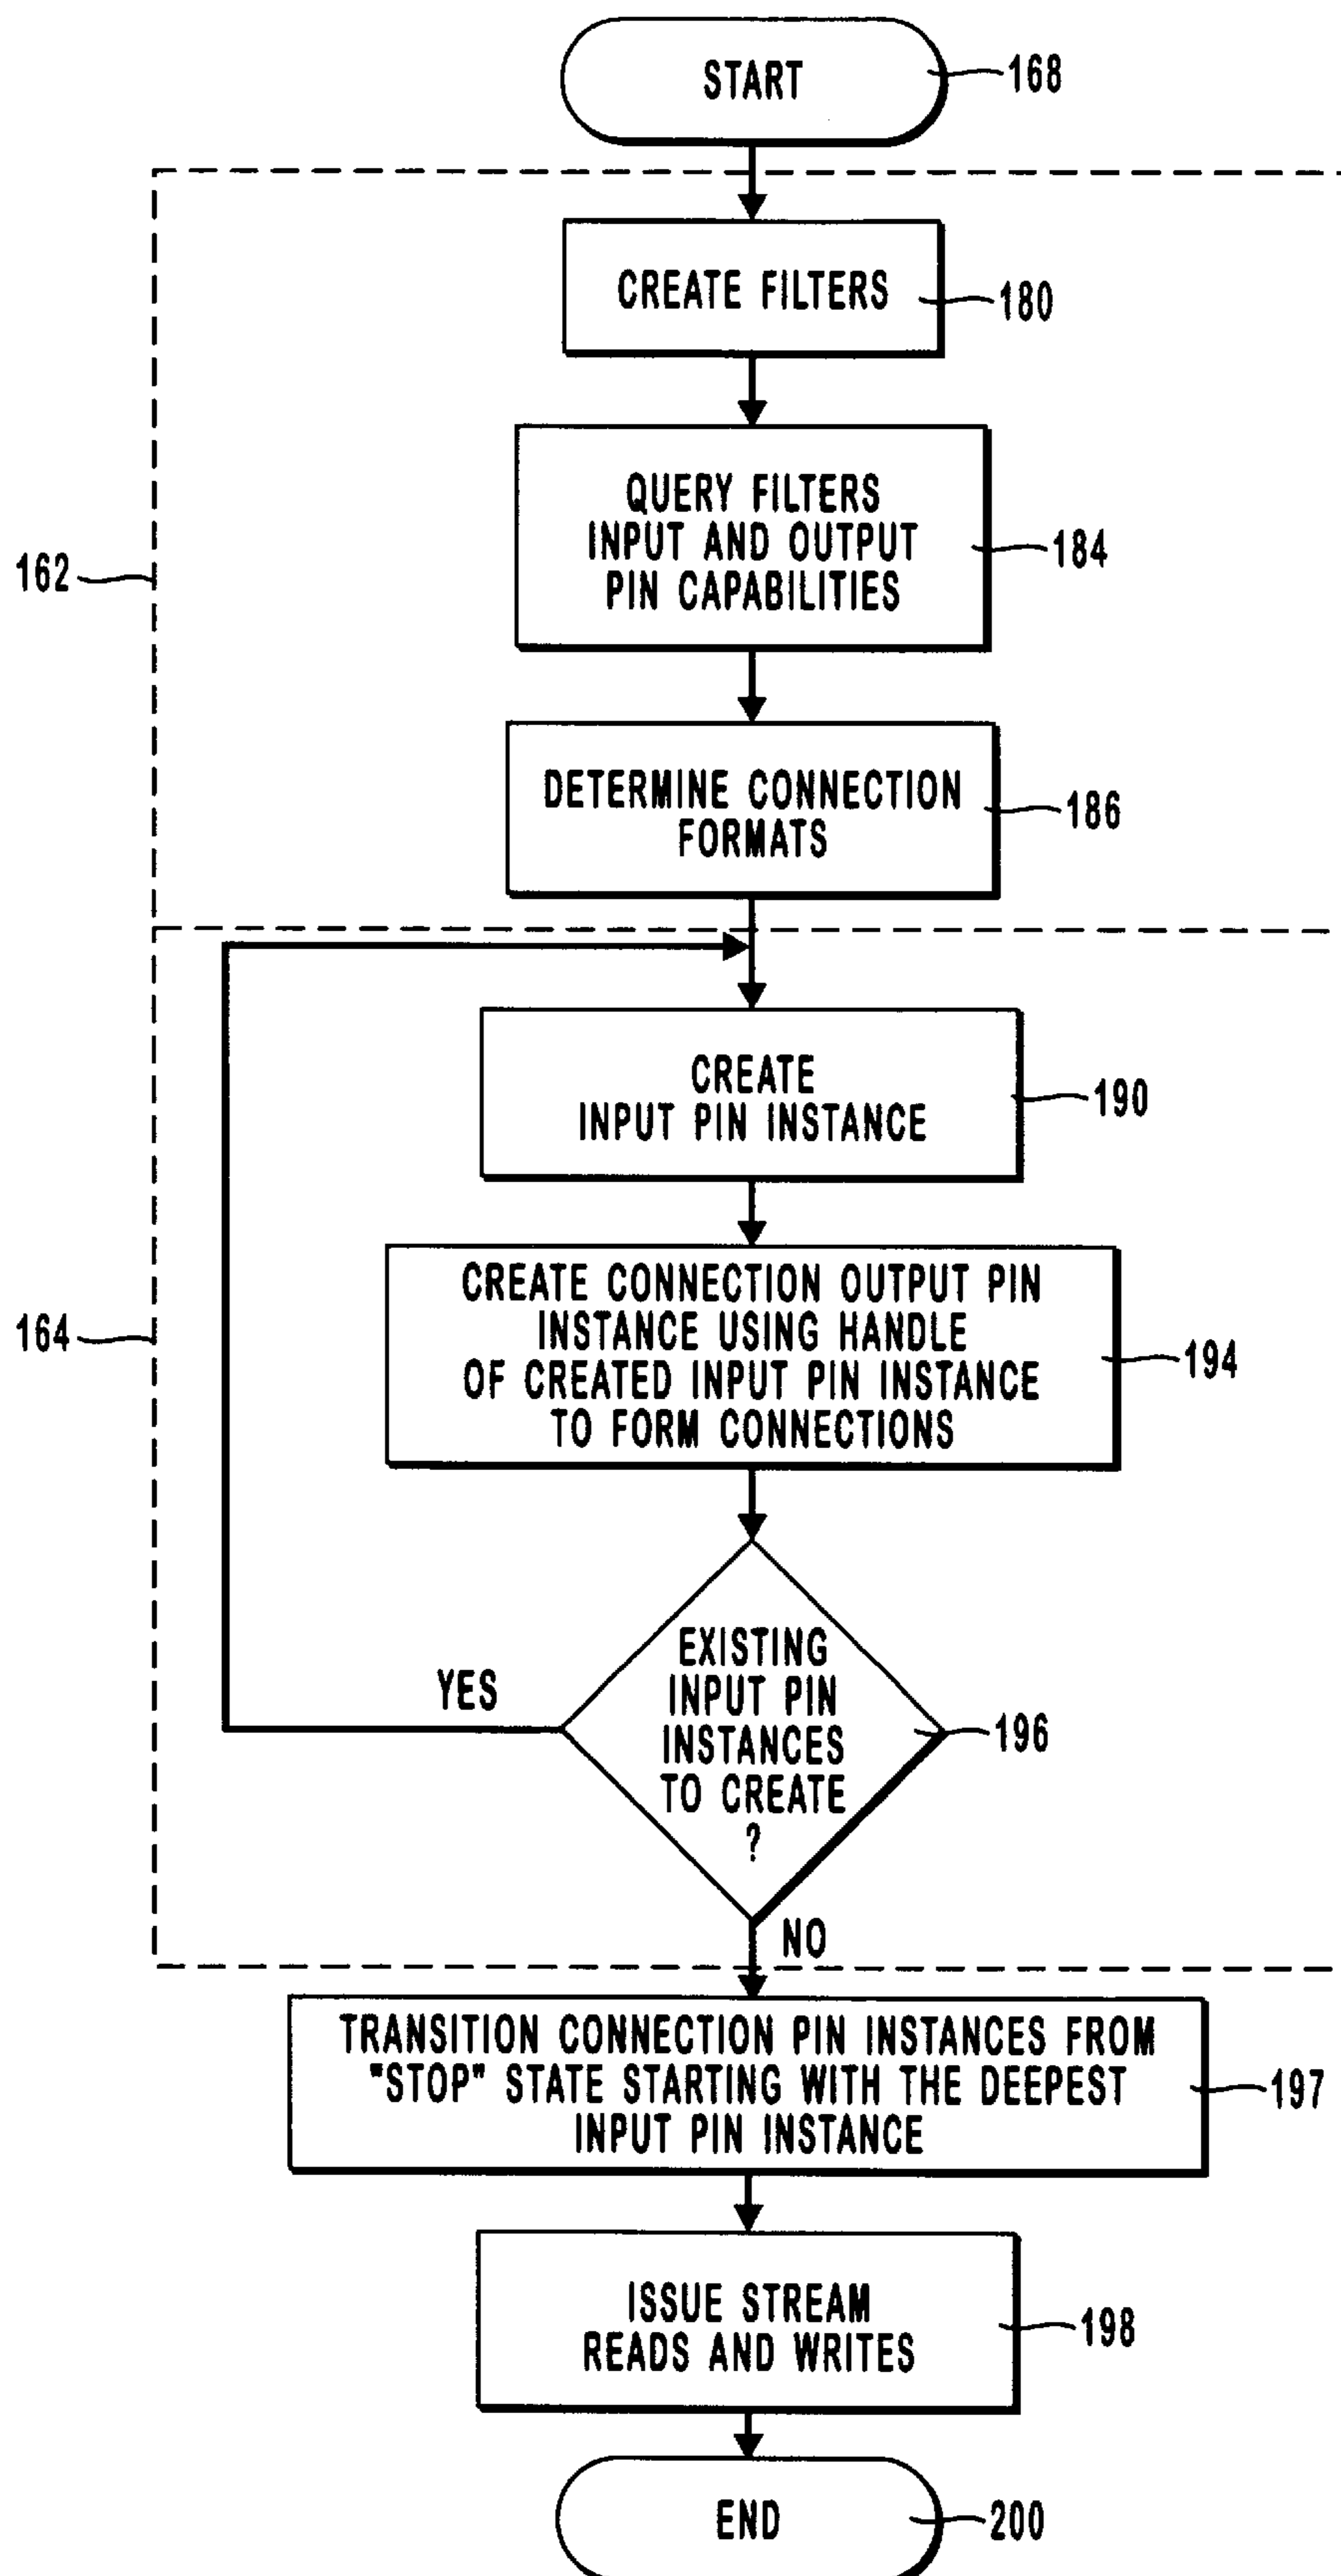 START
168
CREATE FILTERS
180
QUERY FILTERS
INPUT AND OUTPUT
PIN CAPABILITIES
184
162
DETERMINE CONNECTION
FORMATS
186
CREATE
INPUT PIN INSTANCE
190
CREATE CONNECTION OUTPUT PIN
INSTANCE USING HANDLE
OF CREATED INPUT PIN INSTANCE
TO FORM CONNECTIONS
194
164
EXISTING
INPUT PIN
INSTANCES
TO CREATE
?
196
YES
NO
TRANSITION CONNECTION PIN INSTANCES FROM
"STOP" STATE STARTING WITH THE DEEPEST
INPUT PIN INSTANCE
197
ISSUE STREAM
READS AND WRITES
198
END
200